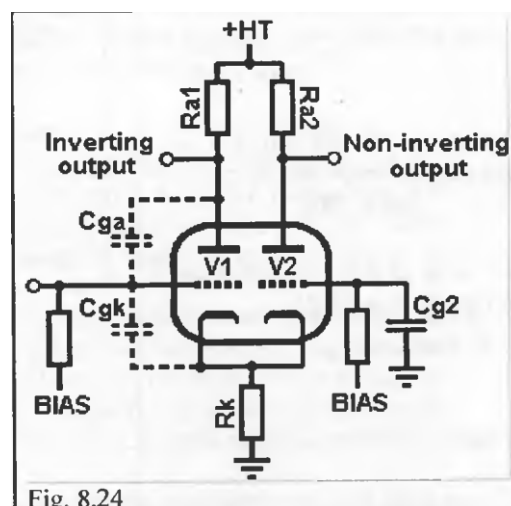 +HT
Ra1
Ra2
Inverting
output
Non-inverting
output
Cga
V1
V2
Cgk
Cg2
BIAS
Rk
BIAS
Fig. 8.24